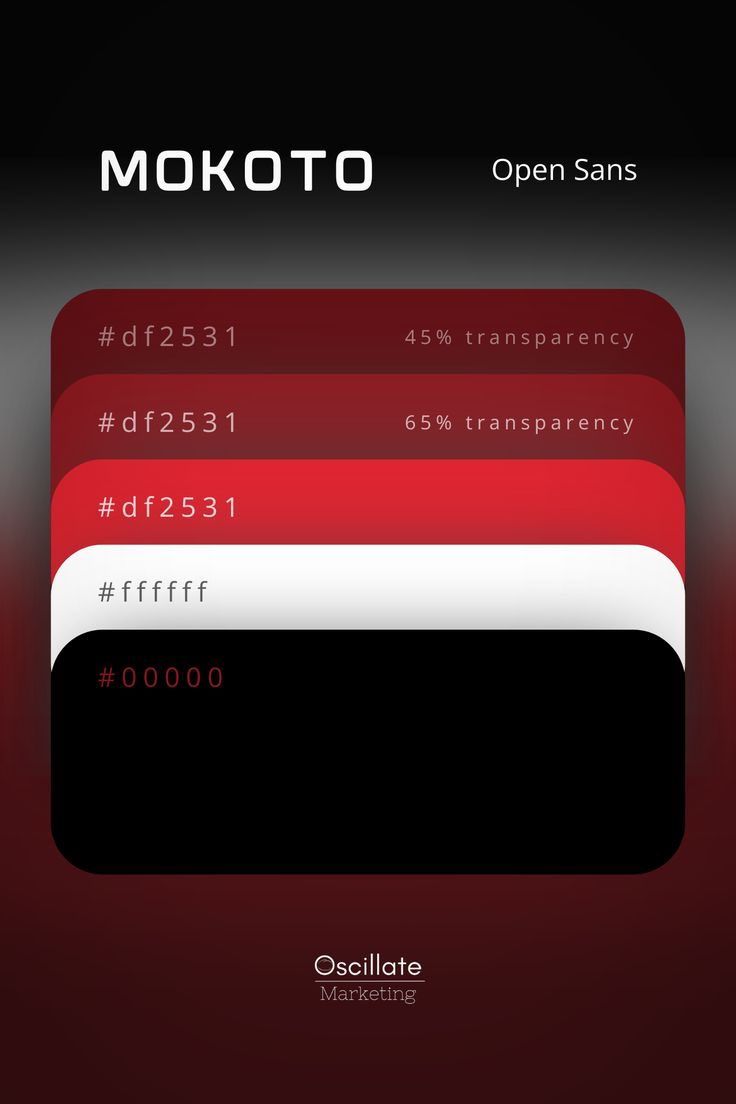 MOKOTO Open Sans
#df2531 45% transparency
#df2531 65% transparency
#df2531
#ffffff
#00000
Oscillate
Marketing